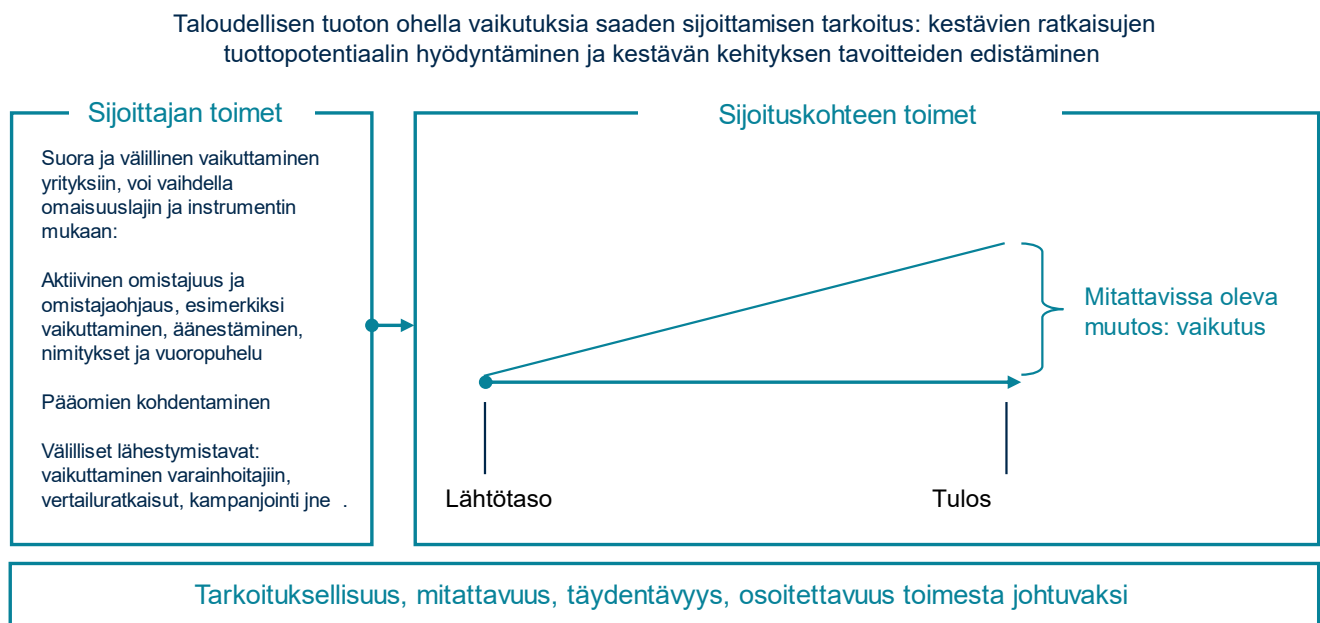 Taloudellisen tuoton ohella vaikutuksia saaden sijoittamisen tarkoitus: kestävien ratkaisujen
tuottopotentiaalin hyödyntäminen ja kestävän kehityksen tavoitteiden edistäminen
Sijoittajan toimet
Suora ja välillinen vaikuttaminen
yrityksiin, voi vaihdella
omaisuuslajin ja instrumentin
mukaan:
Aktiivinen omistajuus ja
omistajaohjaus, esimerkiksi
vaikuttaminen, äänestäminen,
nimitykset ja vuoropuhelu
Pääomien kohdentaminen
Välilliset lähestymistavat:
vaikuttaminen varainhoitajiin,
vertailuratkaisut, kampanjointi jne .
Sijoituskohteen toimet
Mitattavissa oleva
muutos: vaikutus
Lähtötaso
Tulos
Tarkoituksellisuus, mitattavuus, täydentävyys, osoitettavuus toimesta johtuvaksi